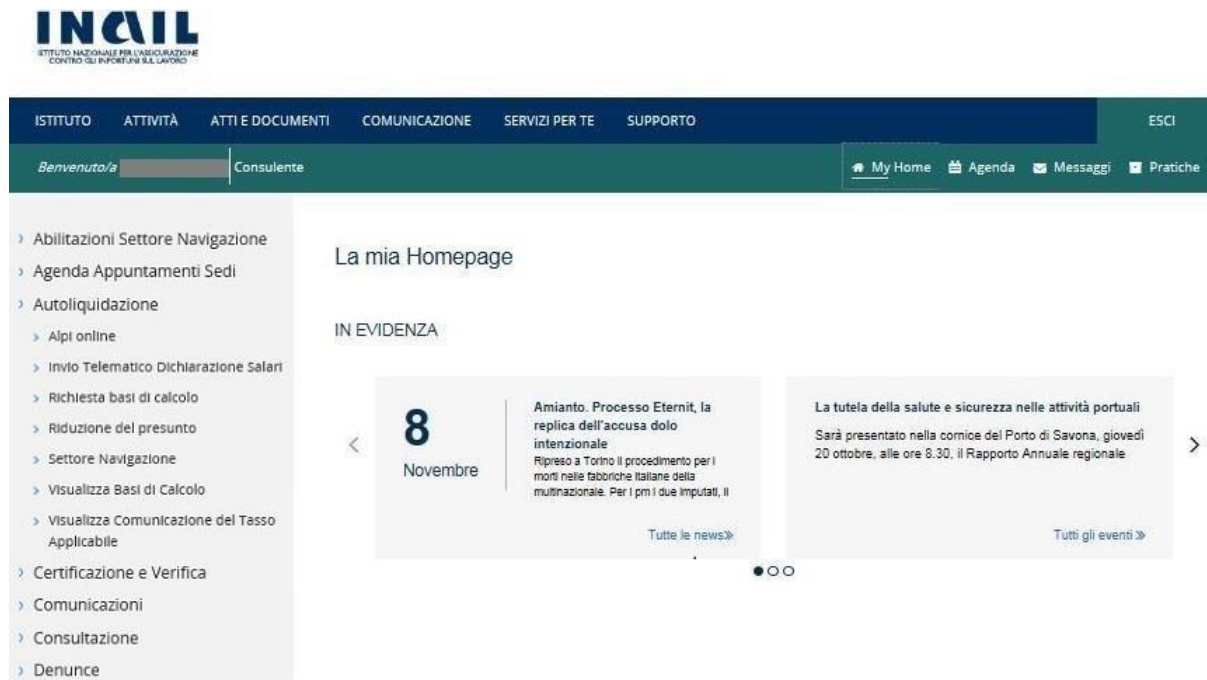 INAIL
ISTITUTO NAZIONALE PER L'ASSICURAZIONE
CONTRO GLI INFORTUNI SUL LAVORO
ISTITUTO ATTIVITÀ ATTI E DOCUMENTI COMUNICAZIONE SERVIZI PER TE SUPPORTO ESCI
Benvenuto/a Consulente My Home Agenda Messaggi Pratiche
Abilitazioni Settore Navigazione
Agenda Appuntamenti Sedi
Autoliquidazione
Alpi online
Invio Telematico Dichiarazione Salari
Richiesta basi di calcolo
Riduzione del presunto
Settore Navigazione
Visualizza Basi di Calcolo
Visualizza Comunicazione del Tasso
Applicabile
Certificazione e Verifica
Comunicazioni
Consultazione
Denunce
La mia Homepage
IN EVIDENZA
8
Novembre
Amianto. Processo Eternit, la
replica dell'accusa dolo
intenzionale
Ripreso a Torino il procedimento per i
morti nelle fabbriche italiane della
multinazionale. Per i pm i due imputati, il
Tutte le news»
La tutela della salute e sicurezza nelle attività portuali
Sarà presentato nella cornice del Porto di Savona, giovedì
20 ottobre, alle ore 8.30, il Rapporto Annuale regionale
Tutti gli eventi »